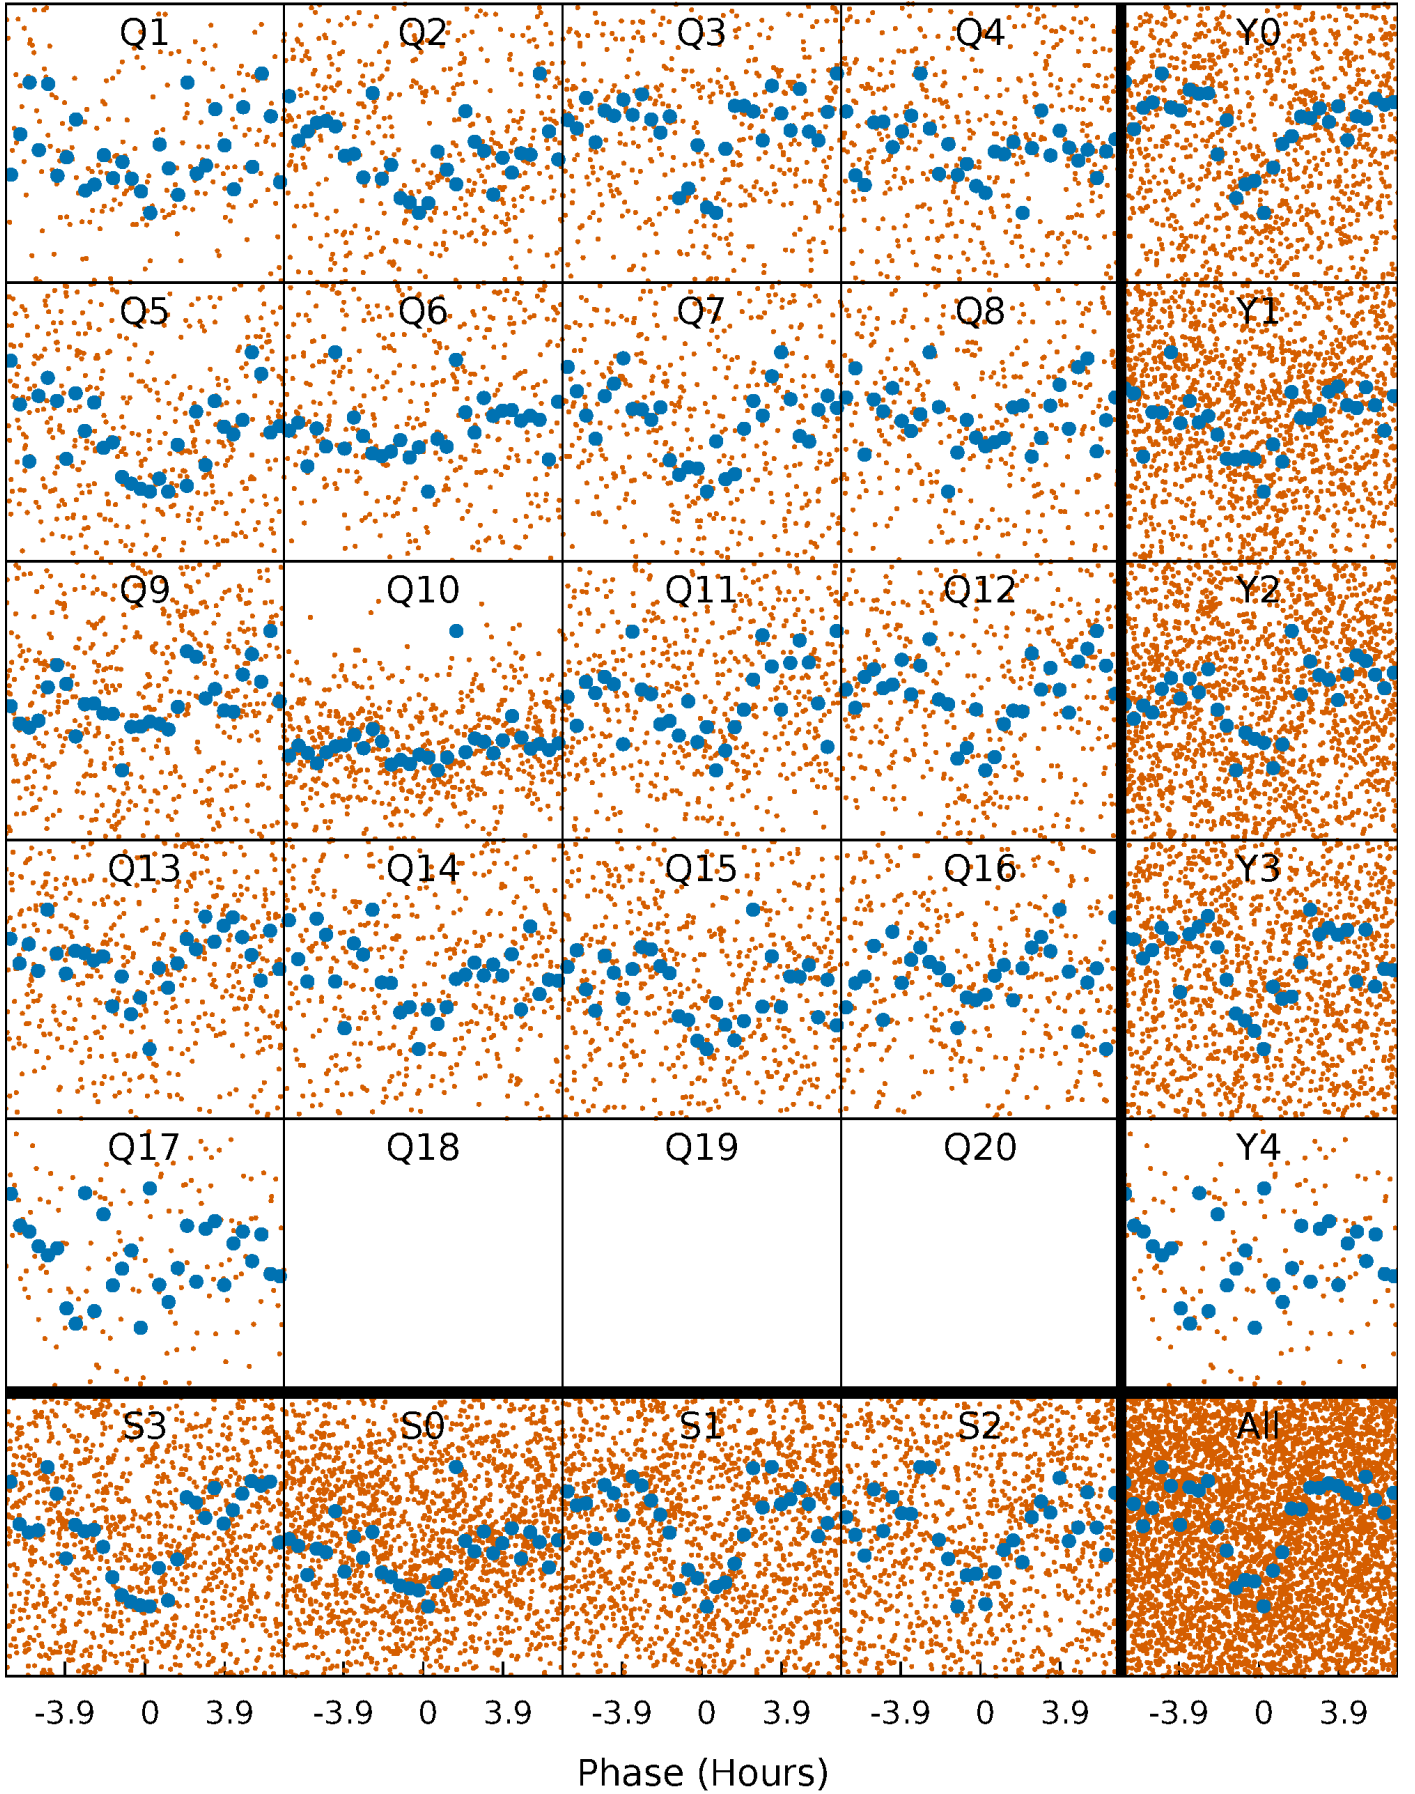 Q1 Q2 Q3 Q4 Y0
Q5 Q6 Q7 Q8 Y1
Q9 Q10 Q11 Q12 Y2
Q13 Q14 Q15 Q16 Y3
Q17 Q18 Q19 Q20 Y4
S3 S0 S1 S2 All
-3.9 0 3.9 -3.9 0 3.9 -3.9 0 3.9 -3.9 0 3.9 -3.9 0 3.9
Phase (Hours)